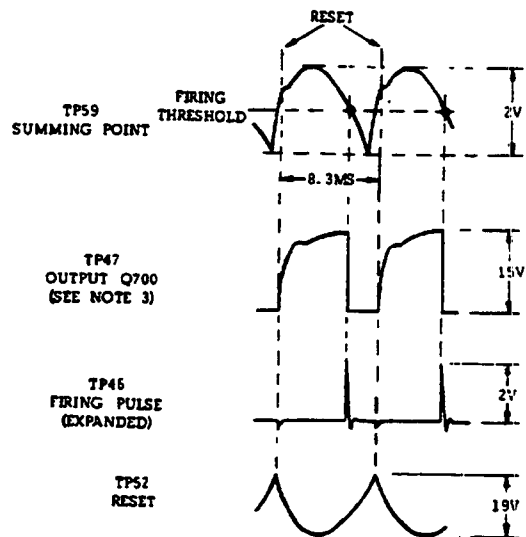 RESET
TP59
SUMMING POINT
FIRING
THRESHOLD
2V
8.3MS
TP47
OUTPUT Q700
(SEE NOTE 3)
15V
TP46
FIRING PULSE
(EXPANDED)
2V
TP52
RESET
19V